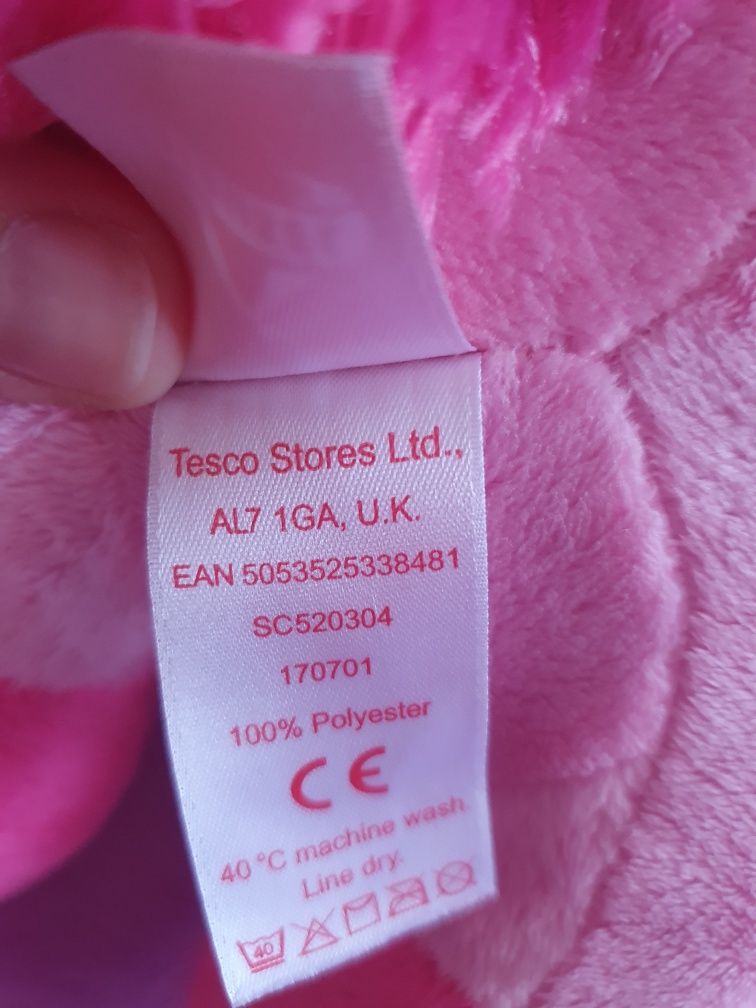 Tesco Stores Ltd.,
AL7 1GA, U.K.
EAN 5053525338481
SC520304
170701
100% Polyester
CE
40 °C machine wash.
Line dry.
40